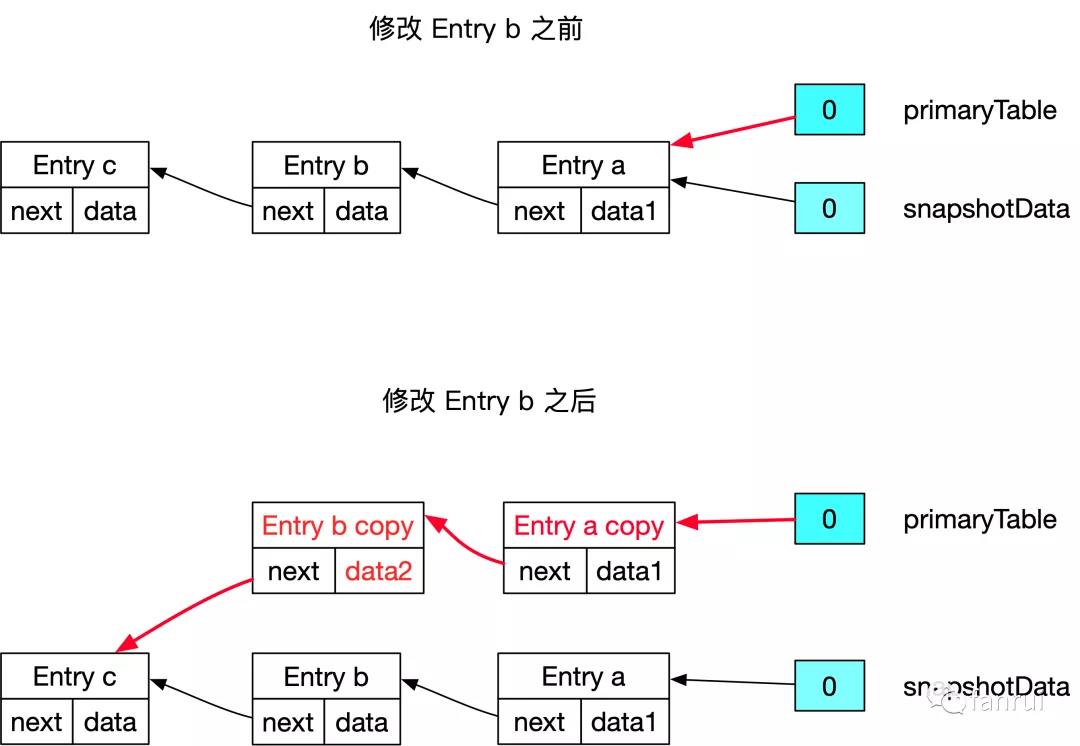 修改 Entry b 之前
0 primaryTable
Entry c Entry b Entry a
next data next data next data1
0 snapshotData
修改 Entry b 之后
Entry b copy Entry a copy 0 primaryTable
next data2 next data1
Entry c Entry b Entry a 0 snapshotData
next data next data next data1
fanrui